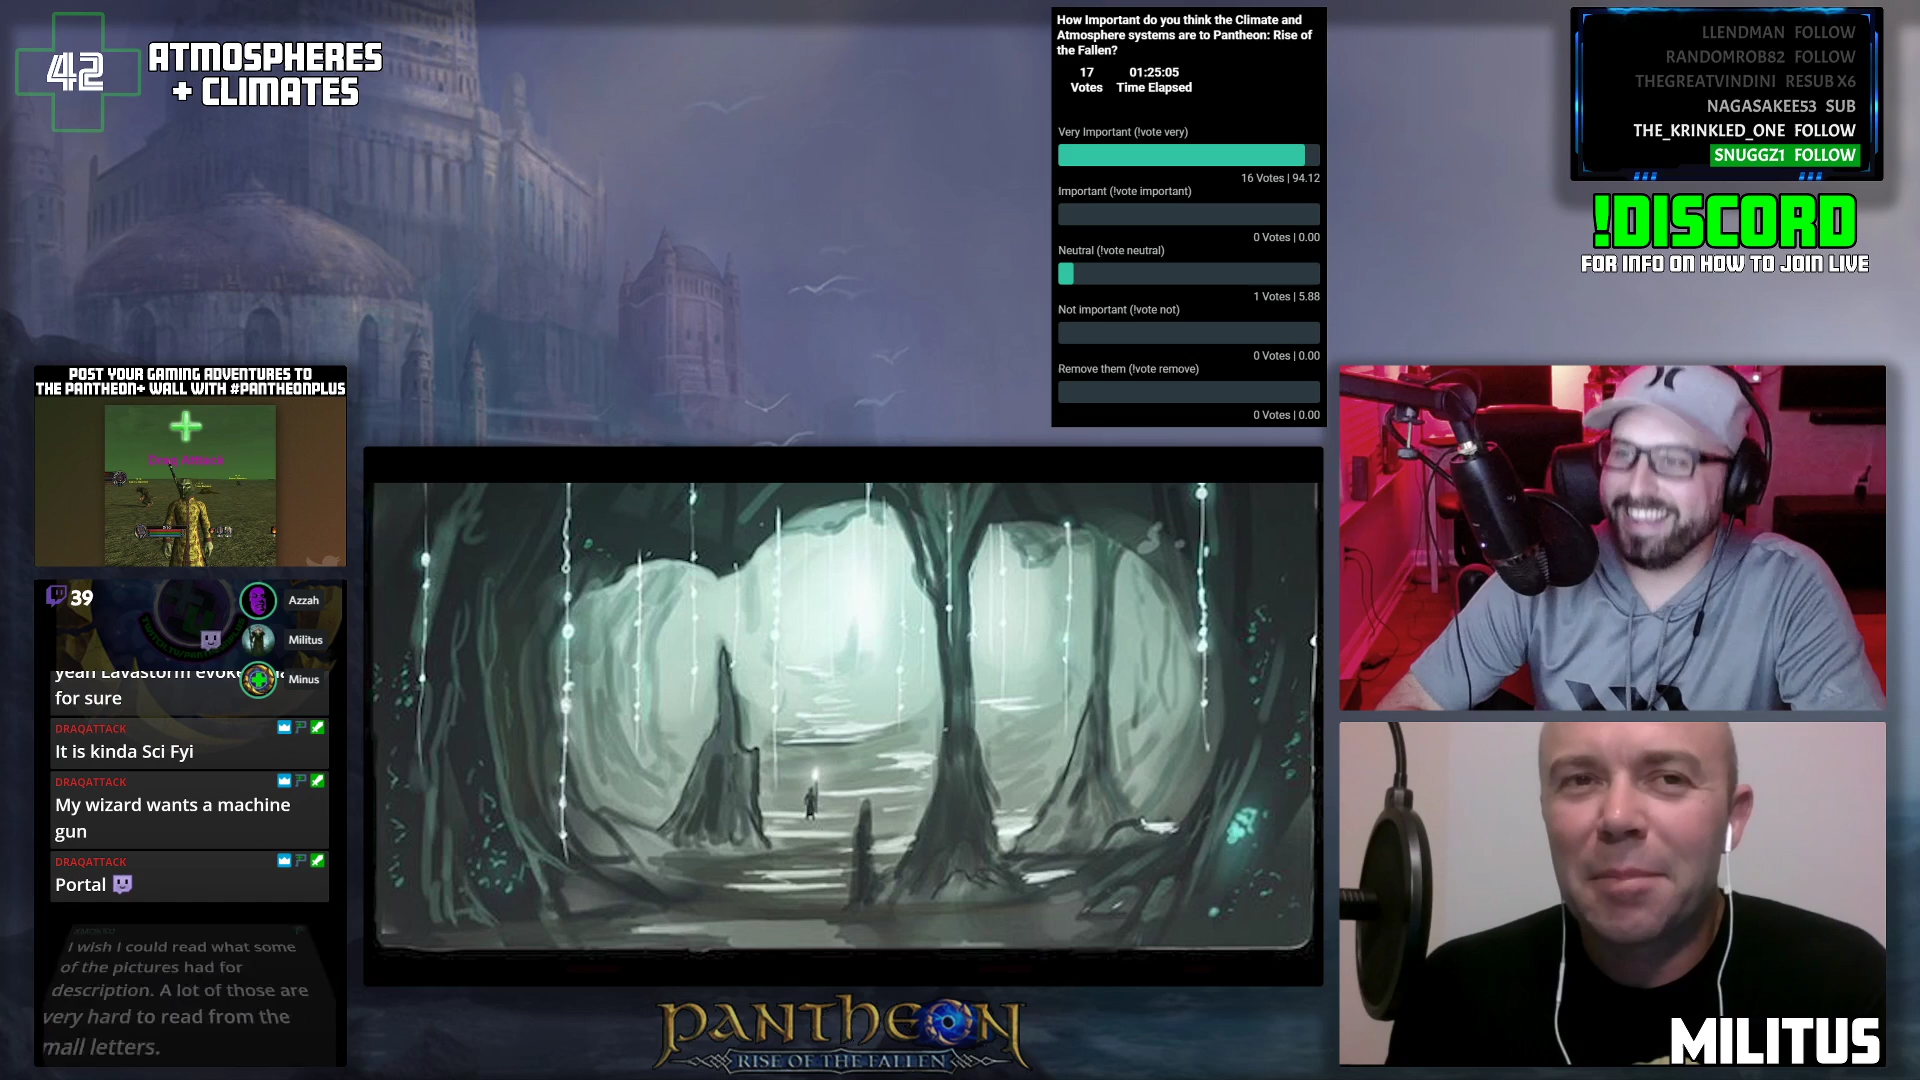 42
ATMOSPHERES
+ CLIMATES
How Important do you think the Climate and
Atmosphere systems are to Pantheon: Rise of
the Fallen?
17 01:25:05
Votes Time Elapsed
Very Important (!vote very)
16 Votes | 94.12
Important (!vote important)
0 Votes | 0.00
Neutral (!vote neutral)
1 Votes | 5.88
Not important (!vote not)
0 Votes | 0.00
Remove them (!vote remove)
0 Votes | 0.00
LLENDMAN FOLLOW
RANDOMROB82 FOLLOW
THEGREATVINDINI RESUB X6
NAGASAKEE53 SUB
THE_KRINKLED_ONE FOLLOW
SNUGGZ1 FOLLOW
!DISCORD
FOR INFO ON HOW TO JOIN LIVE
POST YOUR GAMING ADVENTURES TO
THE PANTHEON+ WALL WITH #PANTHEONPLUS
39
Azzah
Militus
Minus
yeah Lavastorm
for sure
DRAQATTACK
It is kinda Sci Fyi
DRAQATTACK
My wizard wants a machine
gun
DRAQATTACK
Portal
I wish I could read what some
of the pictures had for
description. A lot of those are
very hard to read from the
mall letters.
PANTHEON
RISE OF THE FALLEN
MILITUS